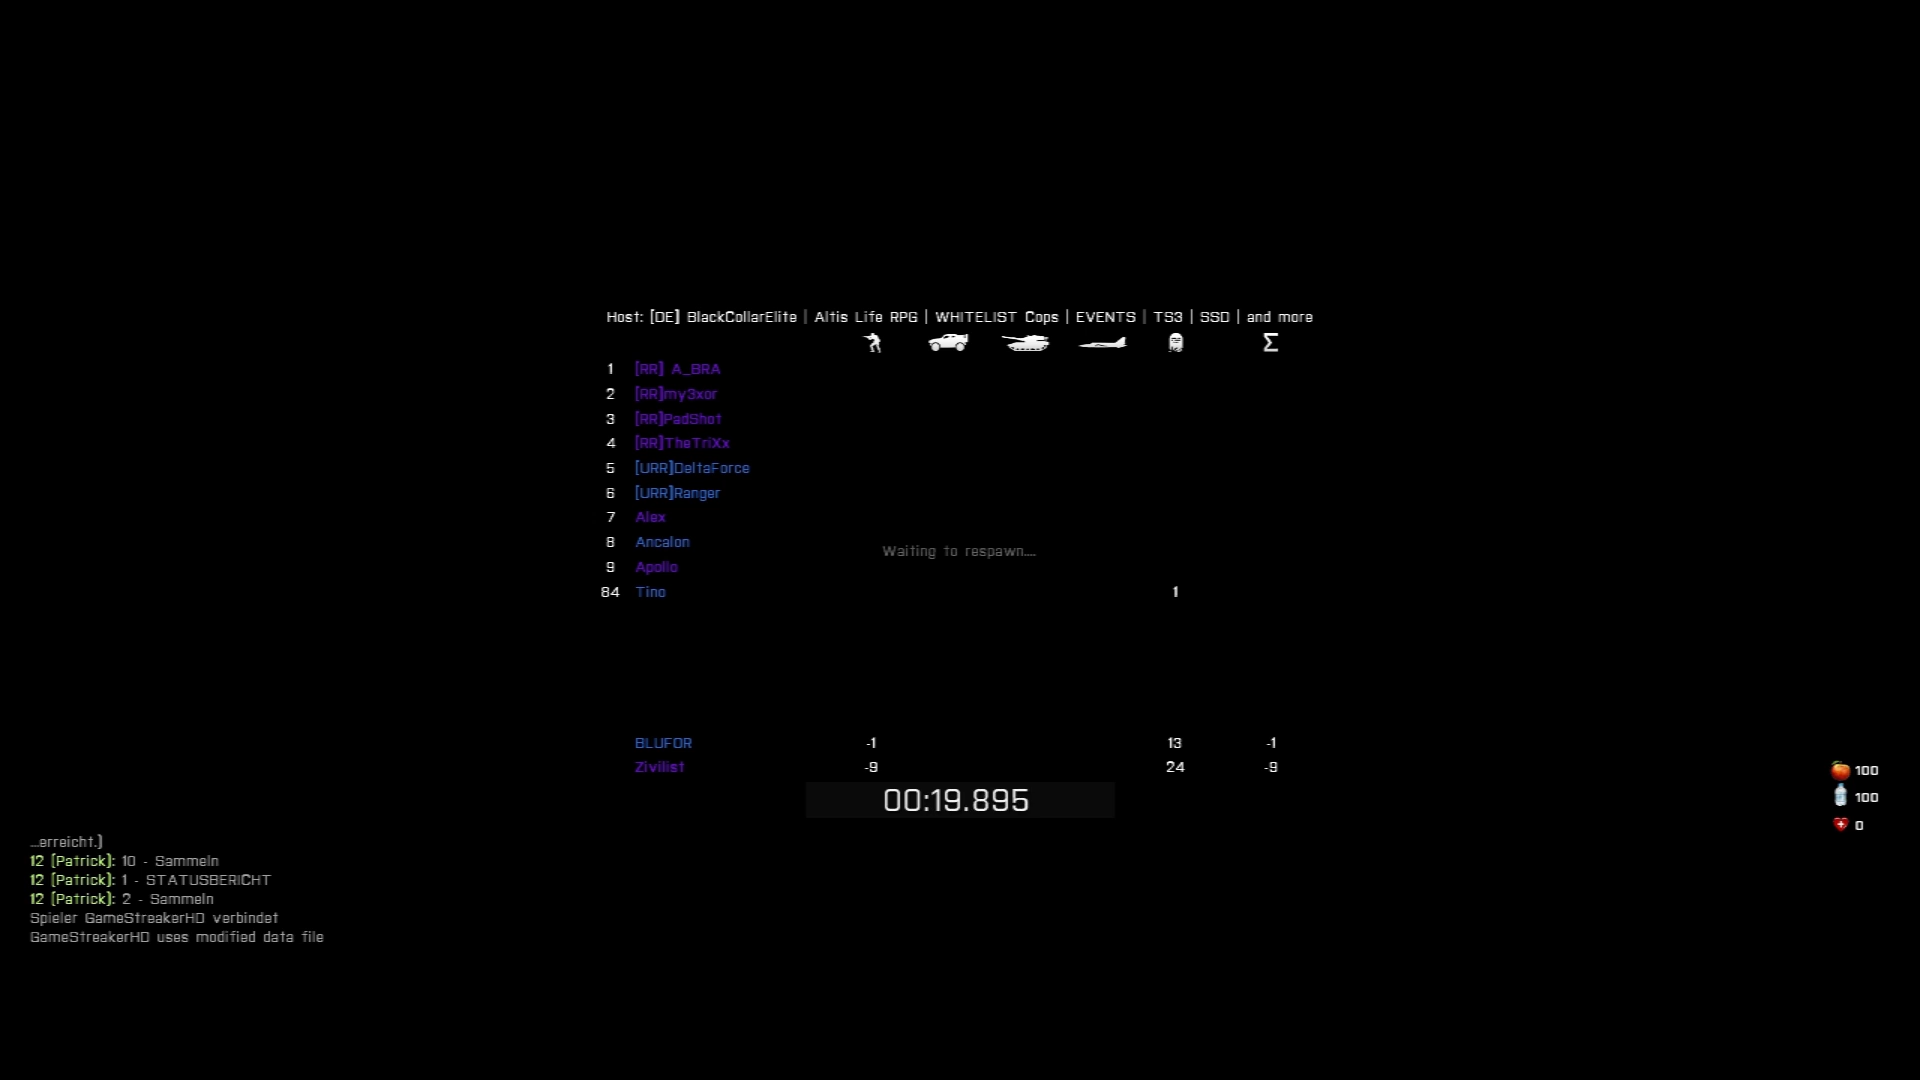 Host: [DE] BlackCollarElite | Altis Life RPG | WHITELIST Cops | EVENTS | TS3 | SSD | and more
Σ
1 [RR] A_BRA
2 [RR]my3xor
3 [RR]PadShot
4 [RR]TheTriXx
5 [URR]DeltaForce
6 [URR]Ranger
7 Alex
8 Ancalon
Waiting to respawn....
9 Apollo
84 Tino 1
BLUFOR -1 13 -1
Zivilist -9 24 -9
00:19.895
100
100
0
...erreicht.)
12 (Patrick): 10 - Sammeln
12 (Patrick): 1 - STATUSBERICHT
12 (Patrick): 2 - Sammeln
Spieler GameStreakerHD verbindet
GameStreakerHD uses modified data file